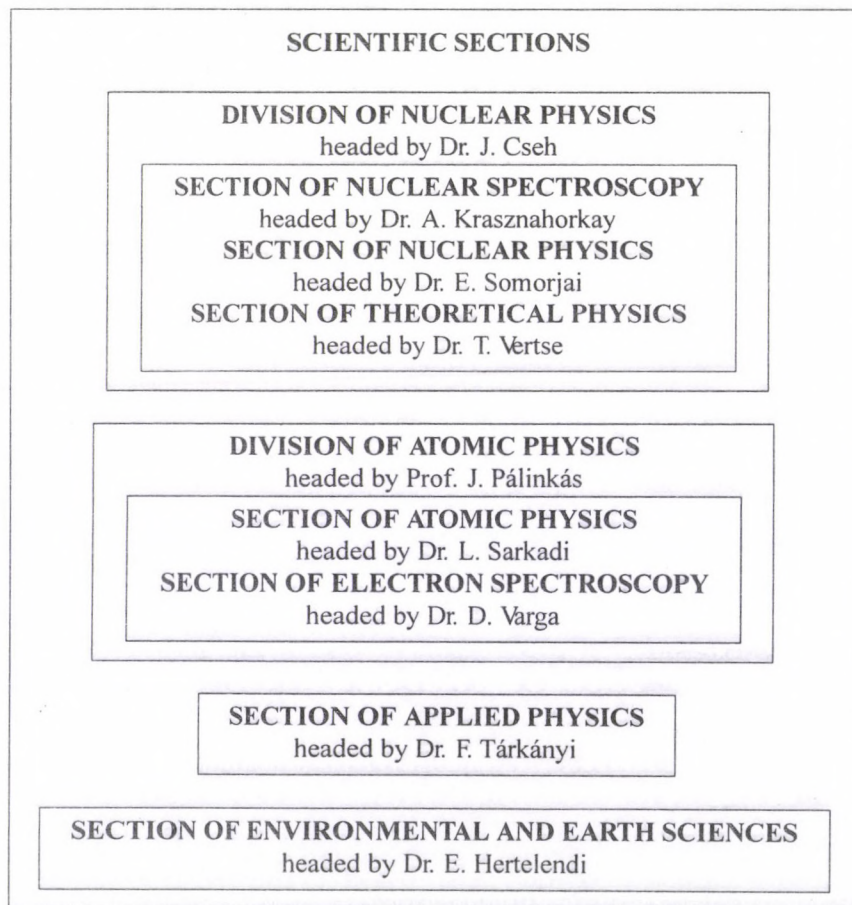 SCIENTIFIC SECTIONS
DIVISION OF NUCLEAR PHYSICS
headed by Dr. J. Cseh
SECTION OF NUCLEAR SPECTROSCOPY
headed by Dr. A. Krasznahorkay
SECTION OF NUCLEAR PHYSICS
headed by Dr. E. Somorjai
SECTION OF THEORETICAL PHYSICS
headed by Dr. T. Vertse
DIVISION OF ATOMIC PHYSICS
headed by Prof. J. Pálinkás
SECTION OF ATOMIC PHYSICS
headed by Dr. L. Sarkadi
SECTION OF ELECTRON SPECTROSCOPY
headed by Dr. D. Varga
SECTION OF APPLIED PHYSICS
headed by Dr. F. Tárkányi
SECTION OF ENVIRONMENTAL AND EARTH SCIENCES
headed by Dr. E. Hertelendi